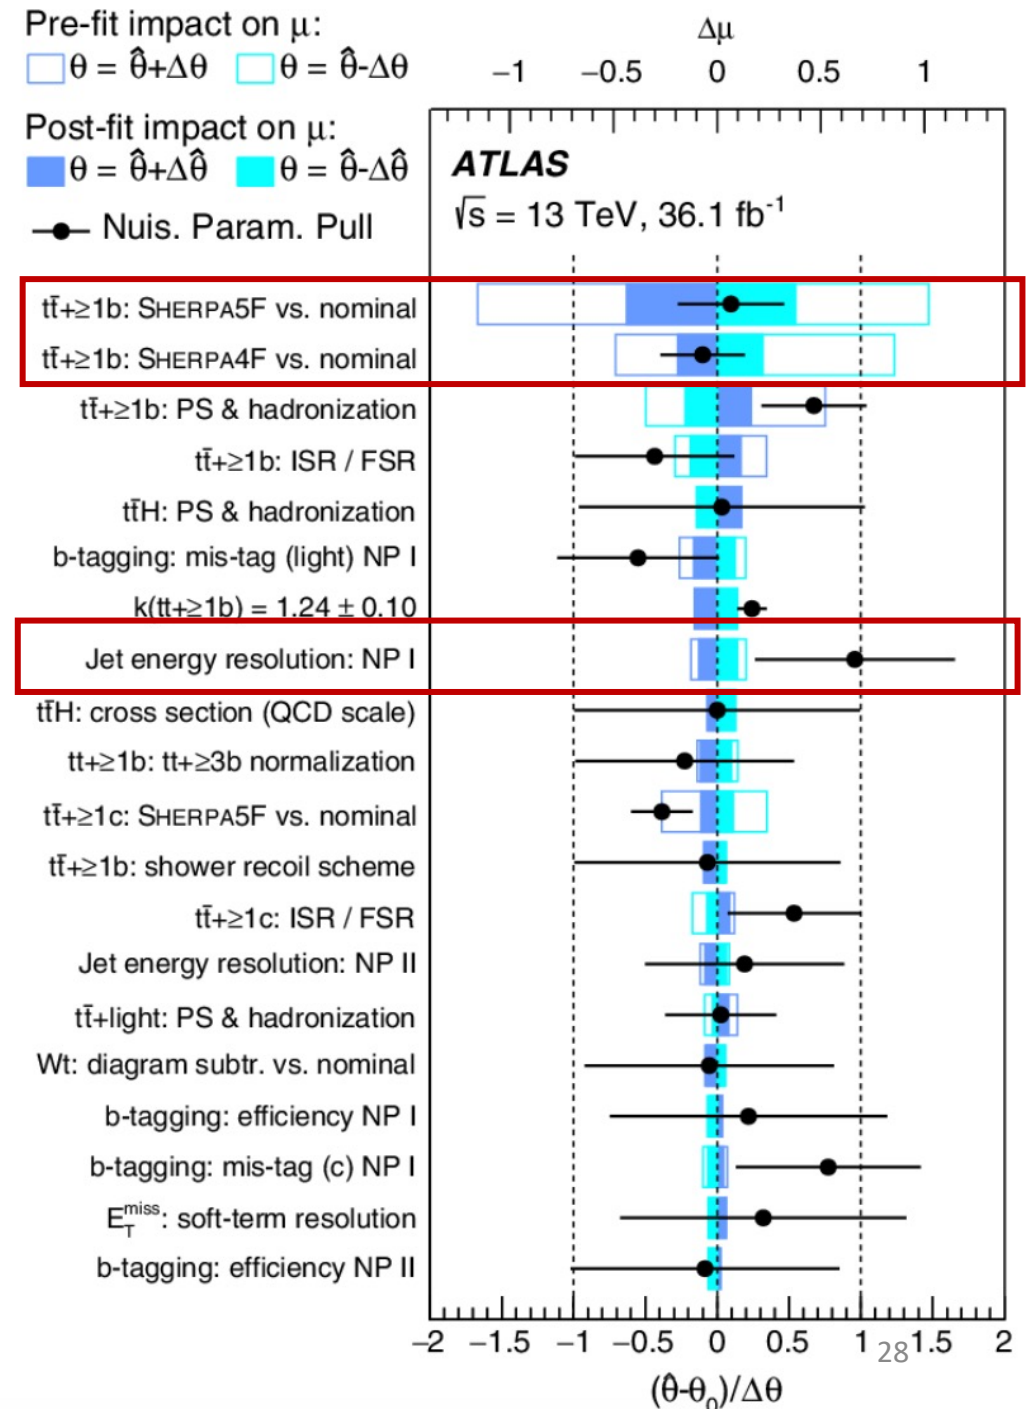 Pre-fit impact on μ:
θ = θ̂+Δθ θ = θ̂-Δθ
Post-fit impact on μ:
θ = θ̂+Δθ̂ θ = θ̂-Δθ̂
Nuis. Param. Pull
Δμ
−1 −0.5 0 0.5 1
ATLAS
√s = 13 TeV, 36.1 fb⁻¹
tt̄+≥1b: SHERPA5F vs. nominal
tt̄+≥1b: SHERPA4F vs. nominal
tt̄+≥1b: PS & hadronization
tt̄+≥1b: ISR / FSR
tt̄H: PS & hadronization
b-tagging: mis-tag (light) NP I
k(tt+≥1b) = 1.24 ± 0.10
Jet energy resolution: NP I
tt̄H: cross section (QCD scale)
tt+≥1b: tt+≥3b normalization
tt̄+≥1c: SHERPA5F vs. nominal
tt̄+≥1b: shower recoil scheme
tt̄+≥1c: ISR / FSR
Jet energy resolution: NP II
tt̄+light: PS & hadronization
Wt: diagram subtr. vs. nominal
b-tagging: efficiency NP I
b-tagging: mis-tag (c) NP I
E_T^miss: soft-term resolution
b-tagging: efficiency NP II
−2 −1.5 −1 −0.5 0 0.5 1 1.5 2
28
(θ̂-θ₀)/Δθ